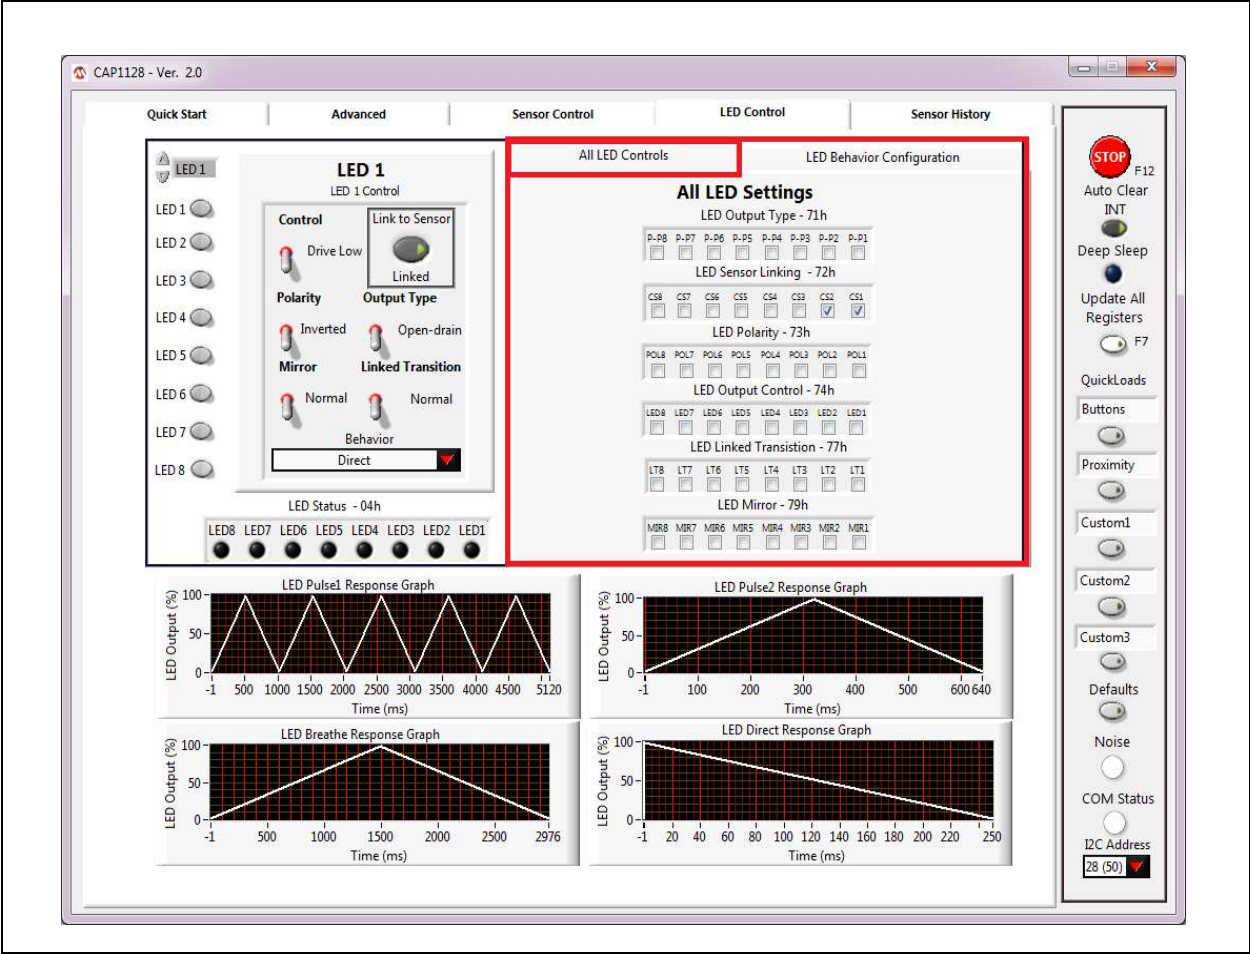 CAP1128 - Ver. 2.0
Quick Start
Advanced
Sensor Control
LED Control
Sensor History
LED 1
LED 1
LED 2
LED 3
LED 4
LED 5
LED 6
LED 7
LED 8
LED 1
LED 1 Control
Control
Link to Sensor
Drive Low
Linked
Polarity
Output Type
Inverted
Open-drain
Mirror
Linked Transition
Normal
Normal
Behavior
Direct
LED Status - 04h
LED8 LED7 LED6 LED5 LED4 LED3 LED2 LED1
All LED Controls
LED Behavior Configuration
All LED Settings
LED Output Type - 71h
P-P8 P-P7 P-P6 P-P5 P-P4 P-P3 P-P2 P-P1
LED Sensor Linking - 72h
CS8 CS7 CS6 CS5 CS4 CS3 CS2 CS1
LED Polarity - 73h
POL8 POL7 POL6 POL5 POL4 POL3 POL2 POL1
LED Output Control - 74h
LED8 LED7 LED6 LED5 LED4 LED3 LED2 LED1
LED Linked Transistion - 77h
LT8 LT7 LT6 LT5 LT4 LT3 LT2 LT1
LED Mirror - 79h
MIR8 MIR7 MIR6 MIR5 MIR4 MIR3 MIR2 MIR1
LED Pulse1 Response Graph
LED Output (%)
100
50
0
-1 500 1000 1500 2000 2500 3000 3500 4000 4500 5120
Time (ms)
LED Pulse2 Response Graph
LED Output (%)
100
50
0
-1 100 200 300 400 500 600 640
Time (ms)
LED Breathe Response Graph
LED Output (%)
100
50
0
-1 500 1000 1500 2000 2500 2976
Time (ms)
LED Direct Response Graph
LED Output (%)
100
50
0
-1 20 40 60 80 100 120 140 160 180 200 220 250
Time (ms)
STOP
F12
Auto Clear
INT
Deep Sleep
Update All
Registers
F7
QuickLoads
Buttons
Proximity
Custom1
Custom2
Custom3
Defaults
Noise
COM Status
I2C Address
28 (50)